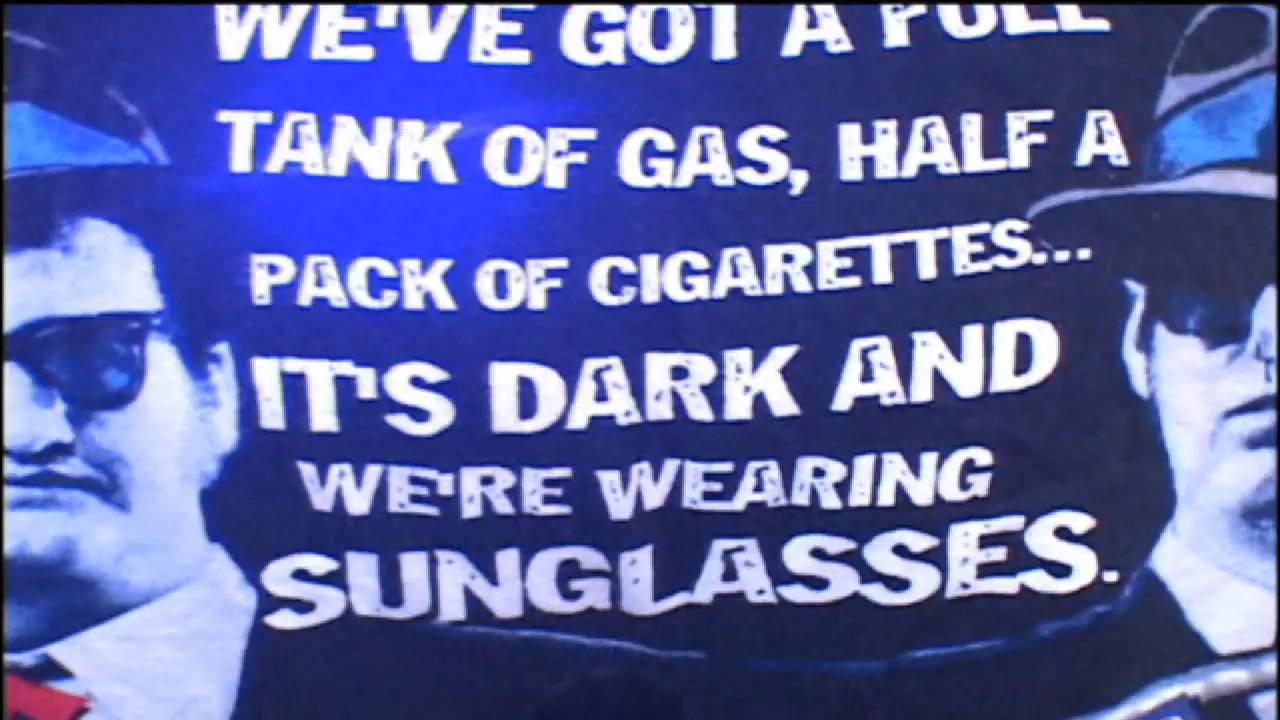 WE'VE GOT A FULL
TANK OF GAS, HALF A
PACK OF CIGARETTES...
IT'S DARK AND
WE'RE WEARING
SUNGLASSES.